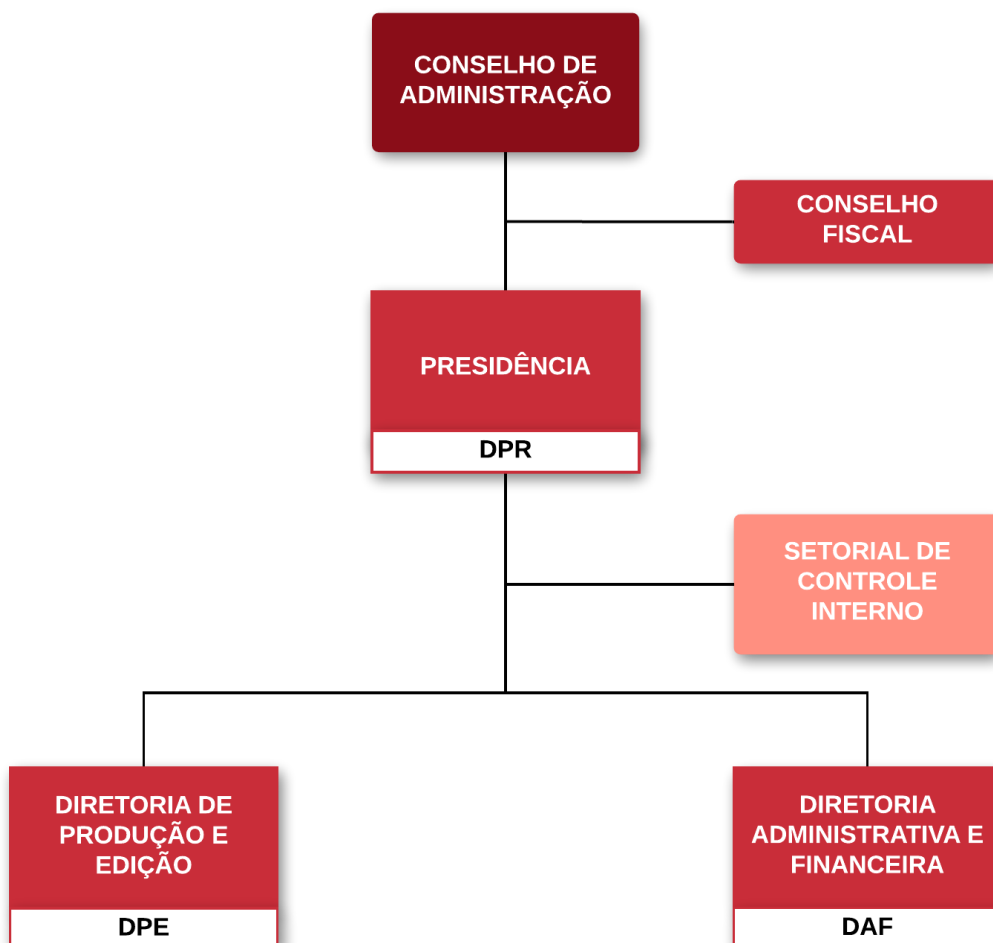 CONSELHO DE
ADMINISTRAÇÃO
CONSELHO
FISCAL
PRESIDÊNCIA
DPR
SETORIAL DE
CONTROLE
INTERNO
DIRETORIA DE
PRODUÇÃO E
EDIÇÃO
DPE
DIRETORIA
ADMINISTRATIVA E
FINANCEIRA
DAF